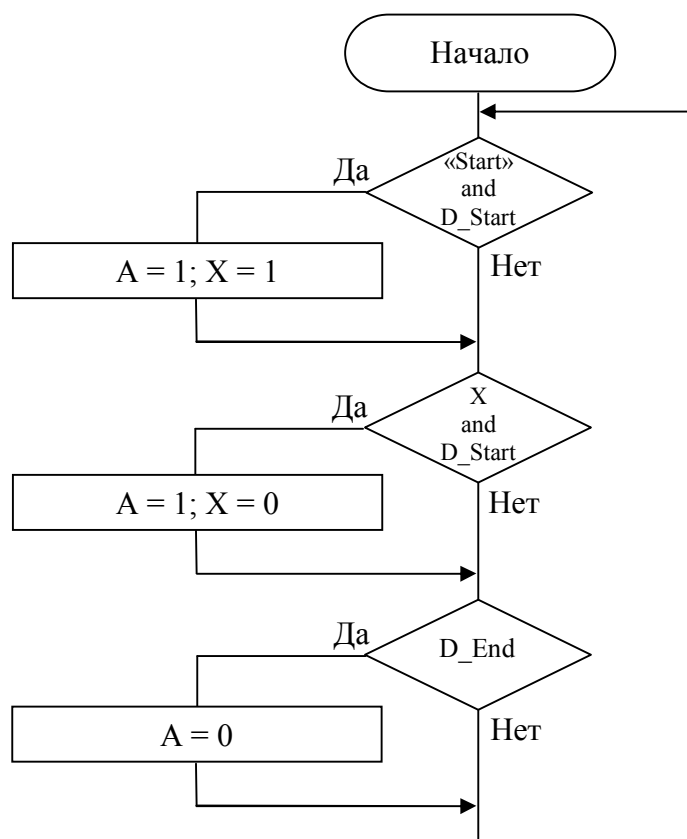 Начало
«Start»
and
D_Start
Да
Нет
A = 1; X = 1
X
and
D_Start
Да
Нет
A = 1; X = 0
D_End
Да
Нет
A = 0